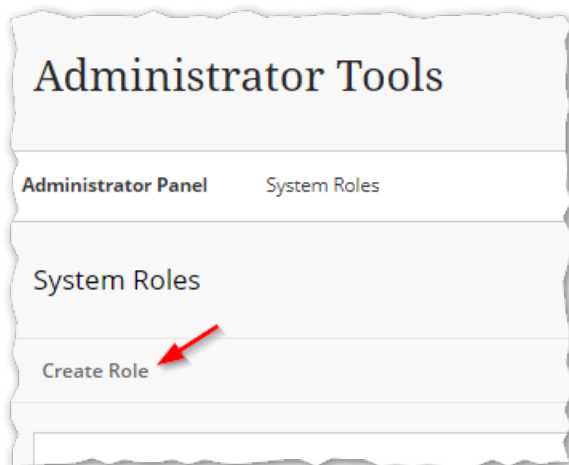 Administrator Tools
Administrator Panel System Roles
System Roles
Create Role